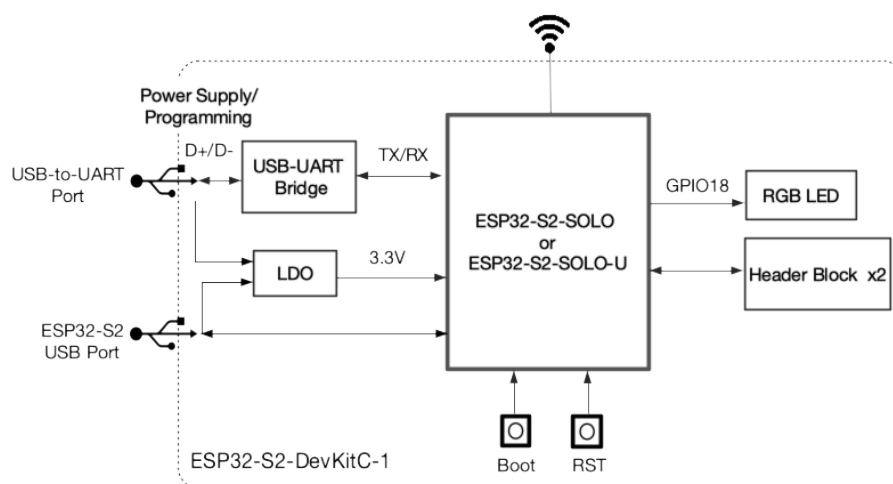 Power Supply/
Programming
D+/D-
USB-to-UART
Port
USB-UART
Bridge
TX/RX
GPIO18
RGB LED
ESP32-S2-SOLO
or
ESP32-S2-SOLO-U
LDO
3.3V
Header Block x2
ESP32-S2
USB Port
Boot
RST
ESP32-S2-DevKitC-1